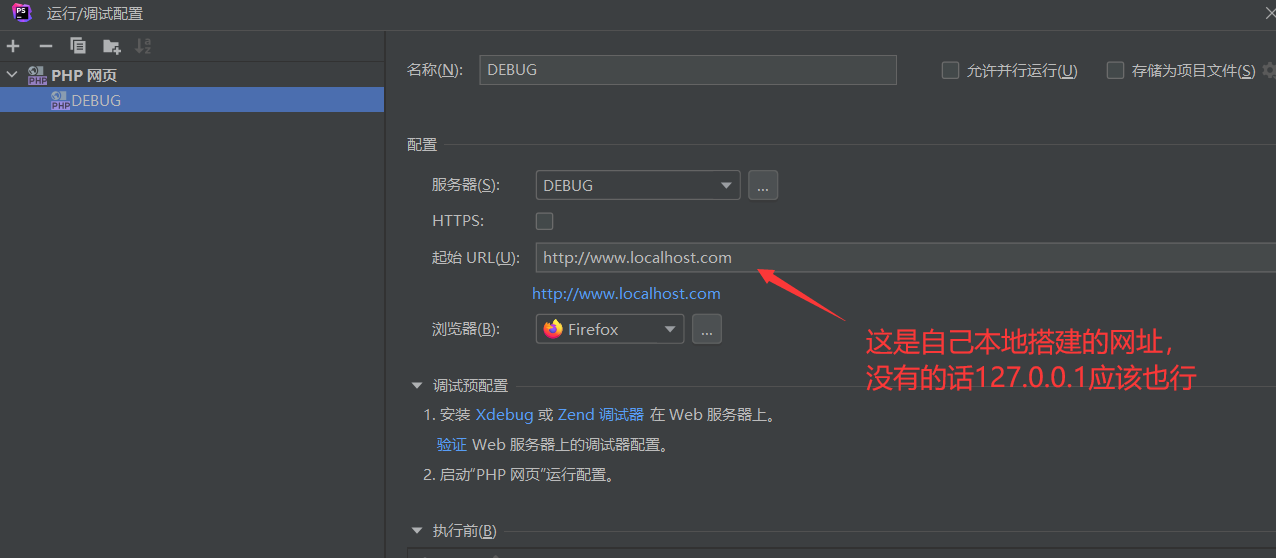 运行/调试配置
PHP 网页
DEBUG
名称(N):
DEBUG
允许并行运行(U)
存储为项目文件(S)
配置
服务器(S):
DEBUG
...
HTTPS:
起始 URL(U):
http://www.localhost.com
http://www.localhost.com
浏览器(B):
Firefox
...
这是自己本地搭建的网址，
没有的话127.0.0.1应该也行
调试预配置
1. 安装 Xdebug 或 Zend 调试器 在 Web 服务器上。
验证 Web 服务器上的调试器配置。
2. 启动“PHP 网页”运行配置。
执行前(B)